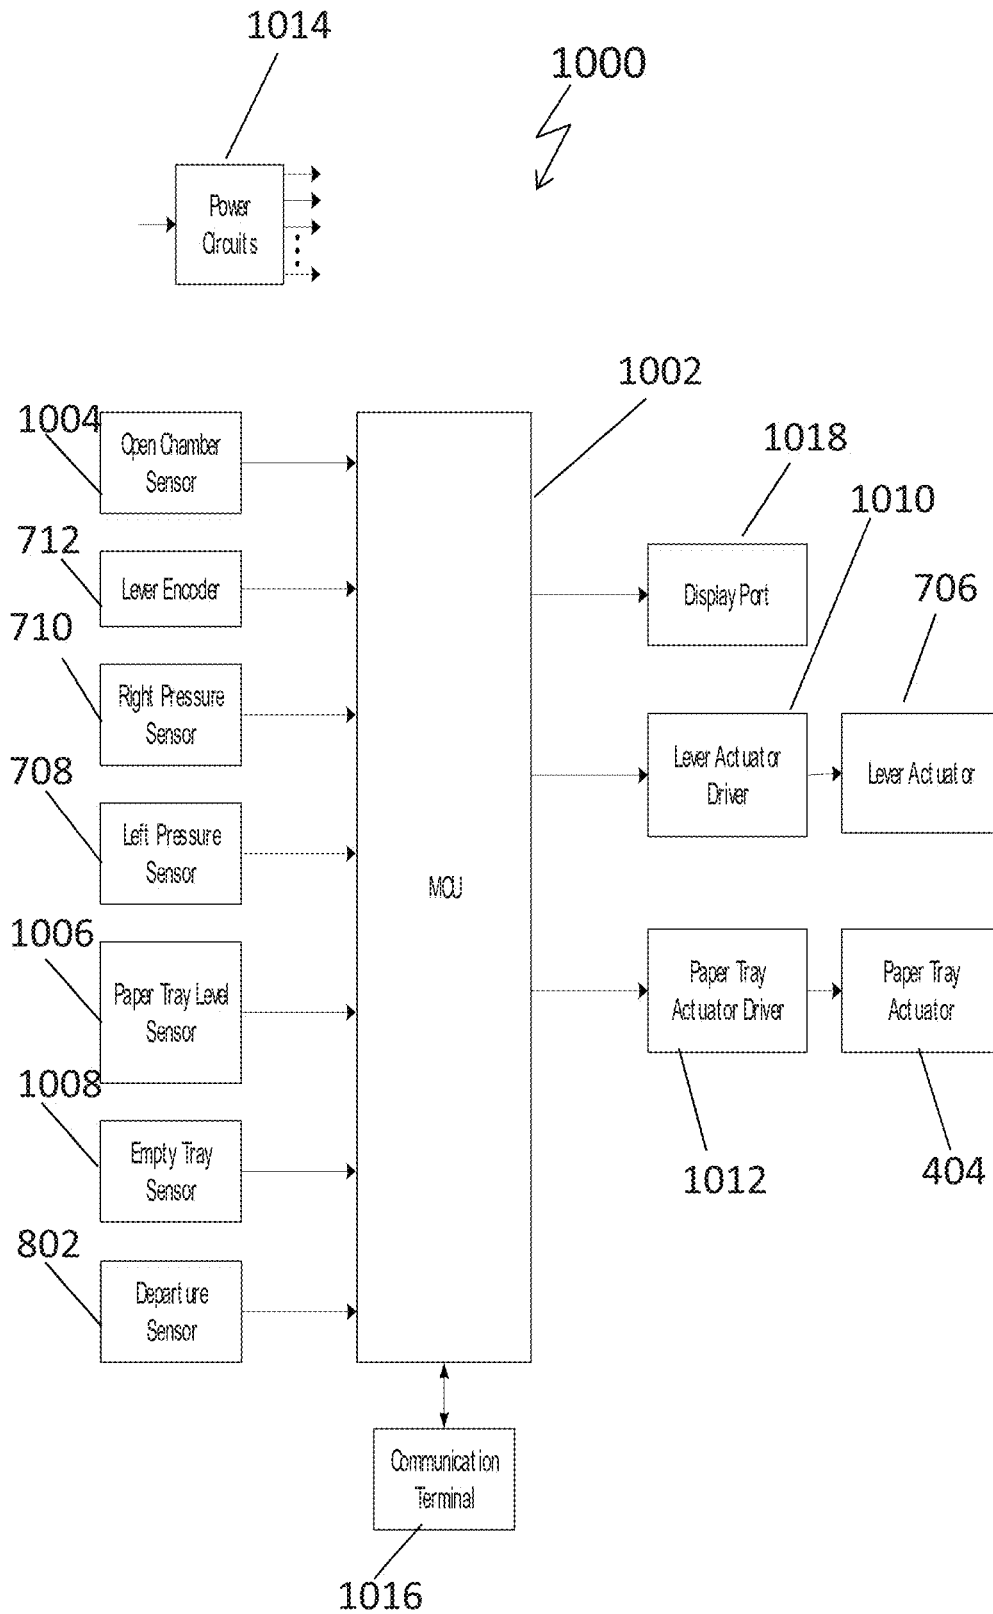 1014
1000
Power
Circuits
1002
1004
Open Chamber
Sensor
1018
1010
712
Lever Encoder
Display Port
706
710
Right Pressure
Sensor
Lever Actuator
Driver
Lever Actuator
708
Left Pressure
Sensor
MCU
1006
Paper Tray Level
Sensor
Paper Tray
Actuator Driver
Paper Tray
Actuator
1008
Empty Tray
Sensor
1012
404
802
Departure
Sensor
Communication
Terminal
1016